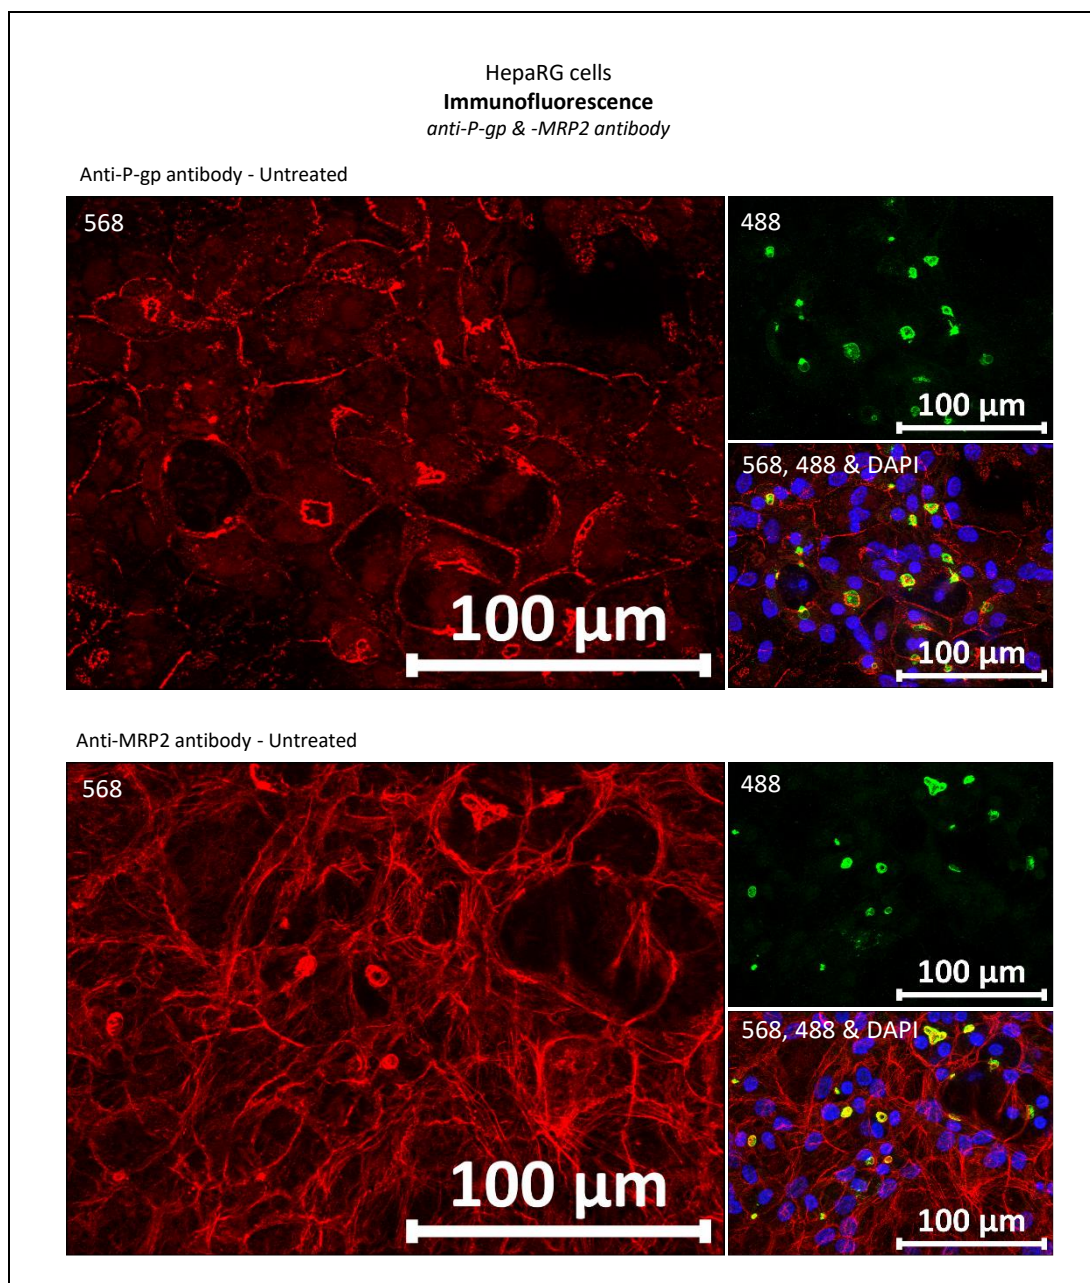 HepaRG cells
Immunofluorescence
anti-P-gp & -MRP2 antibody
Anti-P-gp antibody - Untreated
568
488
100 µm
568, 488 & DAPI
100 µm
100 µm
Anti-MRP2 antibody - Untreated
568
488
100 µm
568, 488 & DAPI
100 µm
100 µm